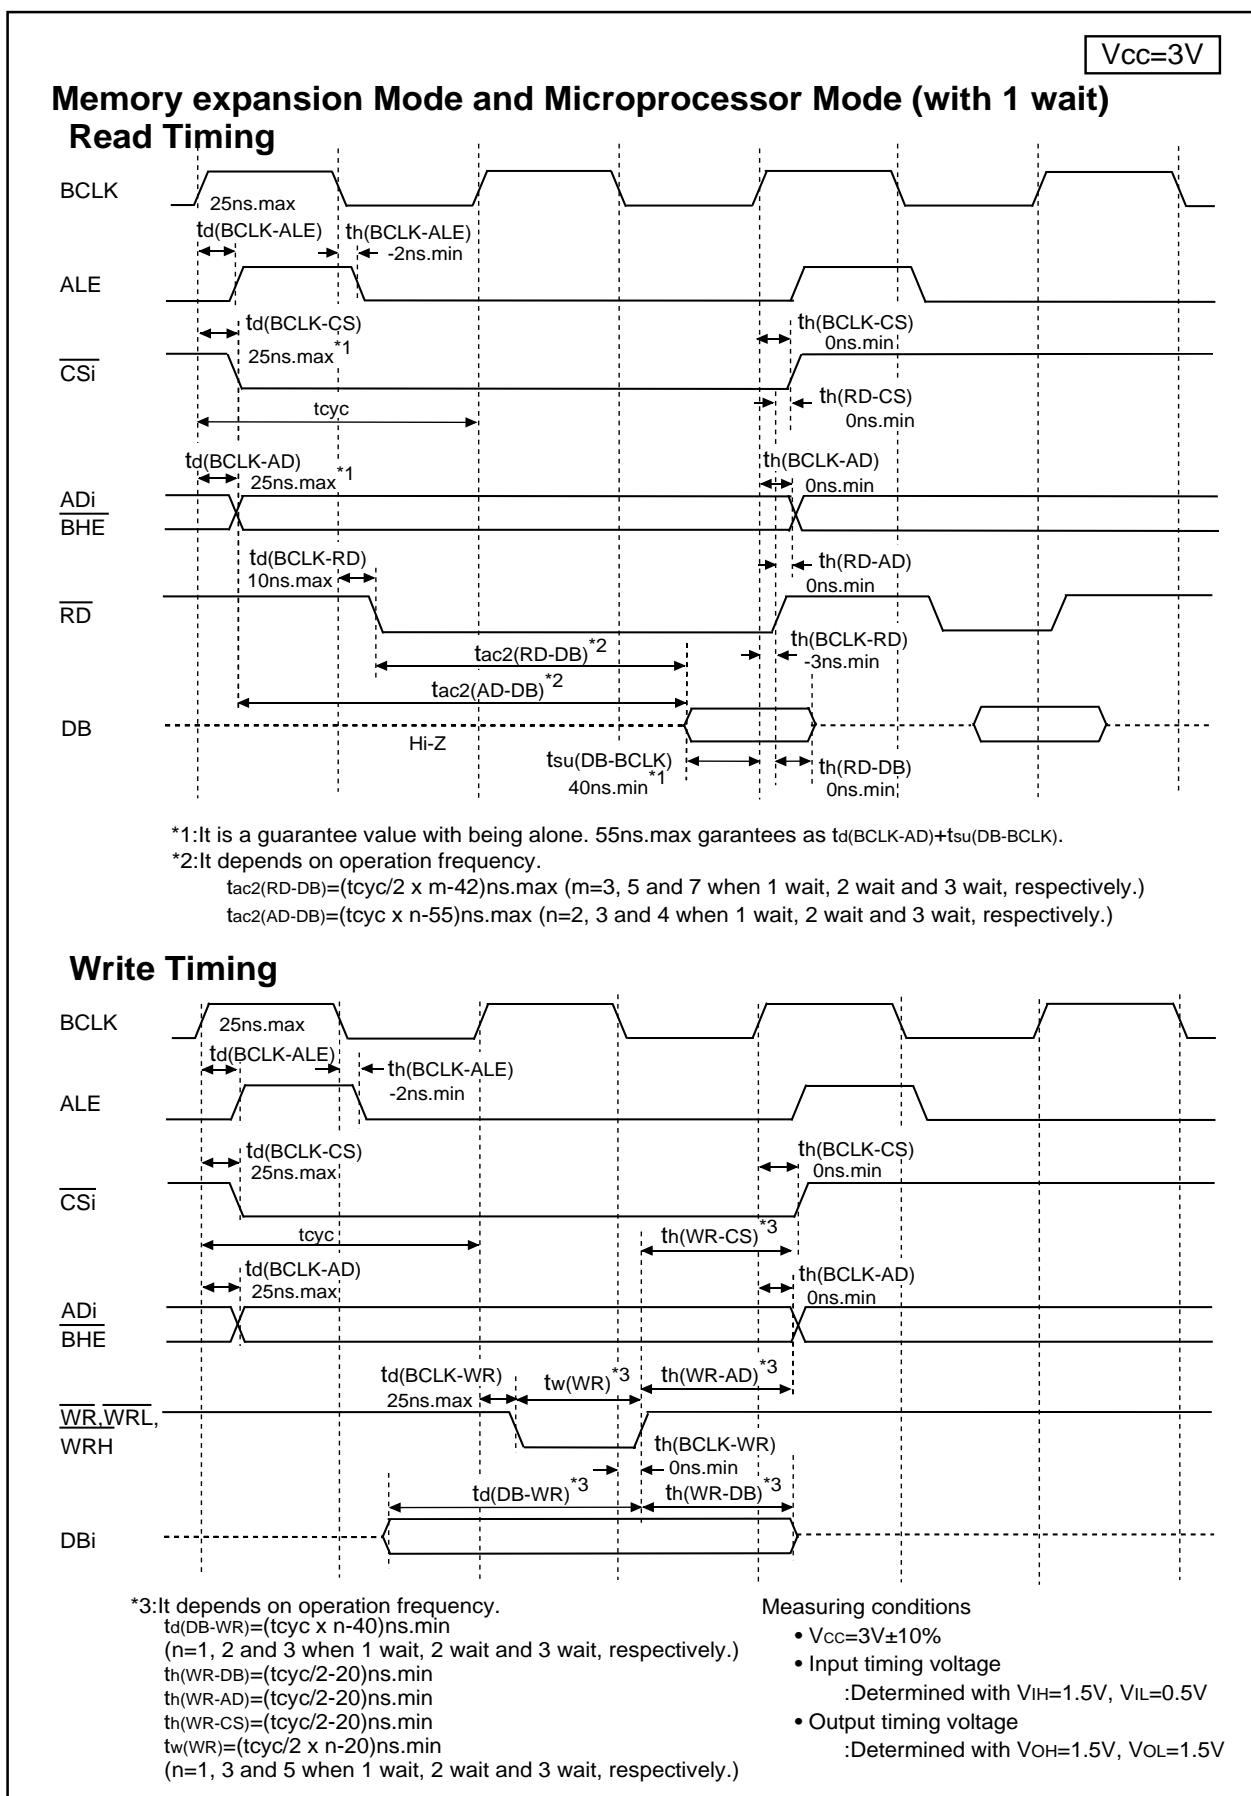 Vcc=3V
Memory expansion Mode and Microprocessor Mode (with 1 wait)
Read Timing
BCLK
25ns.max
td(BCLK-ALE)
th(BCLK-ALE)
-2ns.min
ALE
td(BCLK-CS)
25ns.max*1
th(BCLK-CS)
0ns.min
CSi
th(RD-CS)
0ns.min
tcyc
td(BCLK-AD)
25ns.max*1
th(BCLK-AD)
0ns.min
ADi
BHE
td(BCLK-RD)
10ns.max
th(RD-AD)
0ns.min
RD
th(BCLK-RD)
-3ns.min
tac2(RD-DB)*2
tac2(AD-DB)*2
DB
Hi-Z
tsu(DB-BCLK)
40ns.min*1
th(RD-DB)
0ns.min
*1:It is a guarantee value with being alone. 55ns.max garantees as td(BCLK-AD)+tsu(DB-BCLK).
*2:It depends on operation frequency.
tac2(RD-DB)=(tcyc/2 x m-42)ns.max (m=3, 5 and 7 when 1 wait, 2 wait and 3 wait, respectively.)
tac2(AD-DB)=(tcyc x n-55)ns.max (n=2, 3 and 4 when 1 wait, 2 wait and 3 wait, respectively.)
Write Timing
BCLK
25ns.max
td(BCLK-ALE)
th(BCLK-ALE)
-2ns.min
ALE
td(BCLK-CS)
25ns.max
th(BCLK-CS)
0ns.min
CSi
tcyc
th(WR-CS)*3
td(BCLK-AD)
25ns.max
th(BCLK-AD)
0ns.min
ADi
BHE
td(BCLK-WR)
25ns.max
tw(WR)*3
th(WR-AD)*3
WR,WRL,
WRH
th(BCLK-WR)
0ns.min
td(DB-WR)*3
th(WR-DB)*3
DBi
*3:It depends on operation frequency.
td(DB-WR)=(tcyc x n-40)ns.min
(n=1, 2 and 3 when 1 wait, 2 wait and 3 wait, respectively.)
th(WR-DB)=(tcyc/2-20)ns.min
th(WR-AD)=(tcyc/2-20)ns.min
th(WR-CS)=(tcyc/2-20)ns.min
tw(WR)=(tcyc/2 x n-20)ns.min
(n=1, 3 and 5 when 1 wait, 2 wait and 3 wait, respectively.)
Measuring conditions
• VCC=3V±10%
• Input timing voltage
:Determined with VIH=1.5V, VIL=0.5V
• Output timing voltage
:Determined with VOH=1.5V, VOL=1.5V